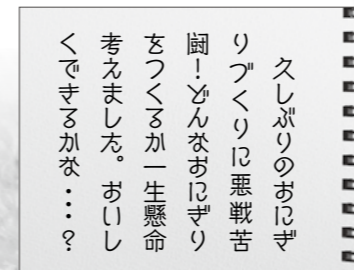 久しぶりのおにぎ
りづくりに悪戦苦
闘！どんなおにぎり
をつくるか一生懸命
考えました。おいし
くできるかな・・・？